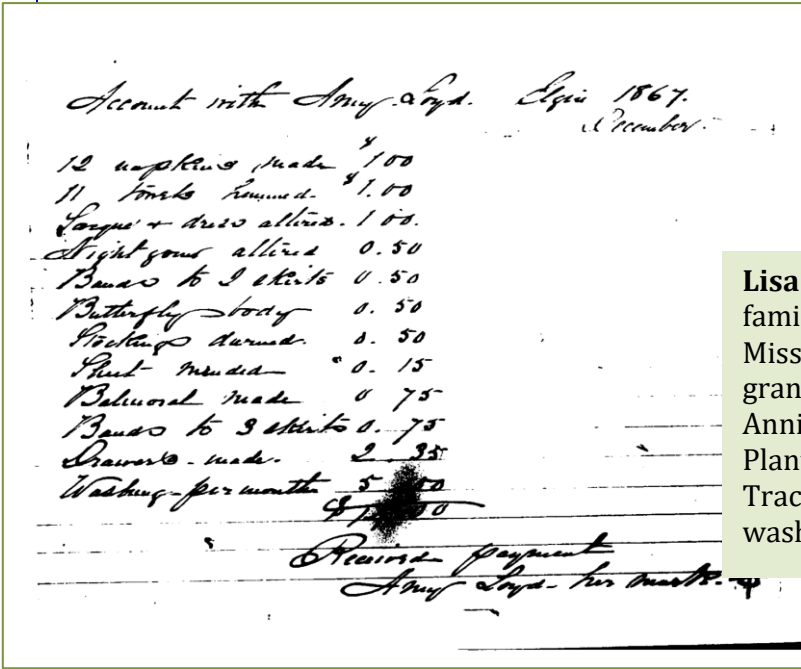 Account with Amy Loyd. Elgin 1867.
December.
$
12 napkins made 1 00
11 towels hemmed. $1.00
Sacque + dress altired. 1 00.
Night gown altired 0.50
Bands to 2 skirts 0.50
Butterfly body 0.50
Stockings darned. 0.50
Sheet mended 0.15
Balmoral made 0 75
Bands to 3 skirts 0.75
Drawers made. 2.35
Washing per month 5
$
Received payment
Amy Loyd her mark.
Lisa
fami
Miss
gran
Anni
Plan
Trac
wash